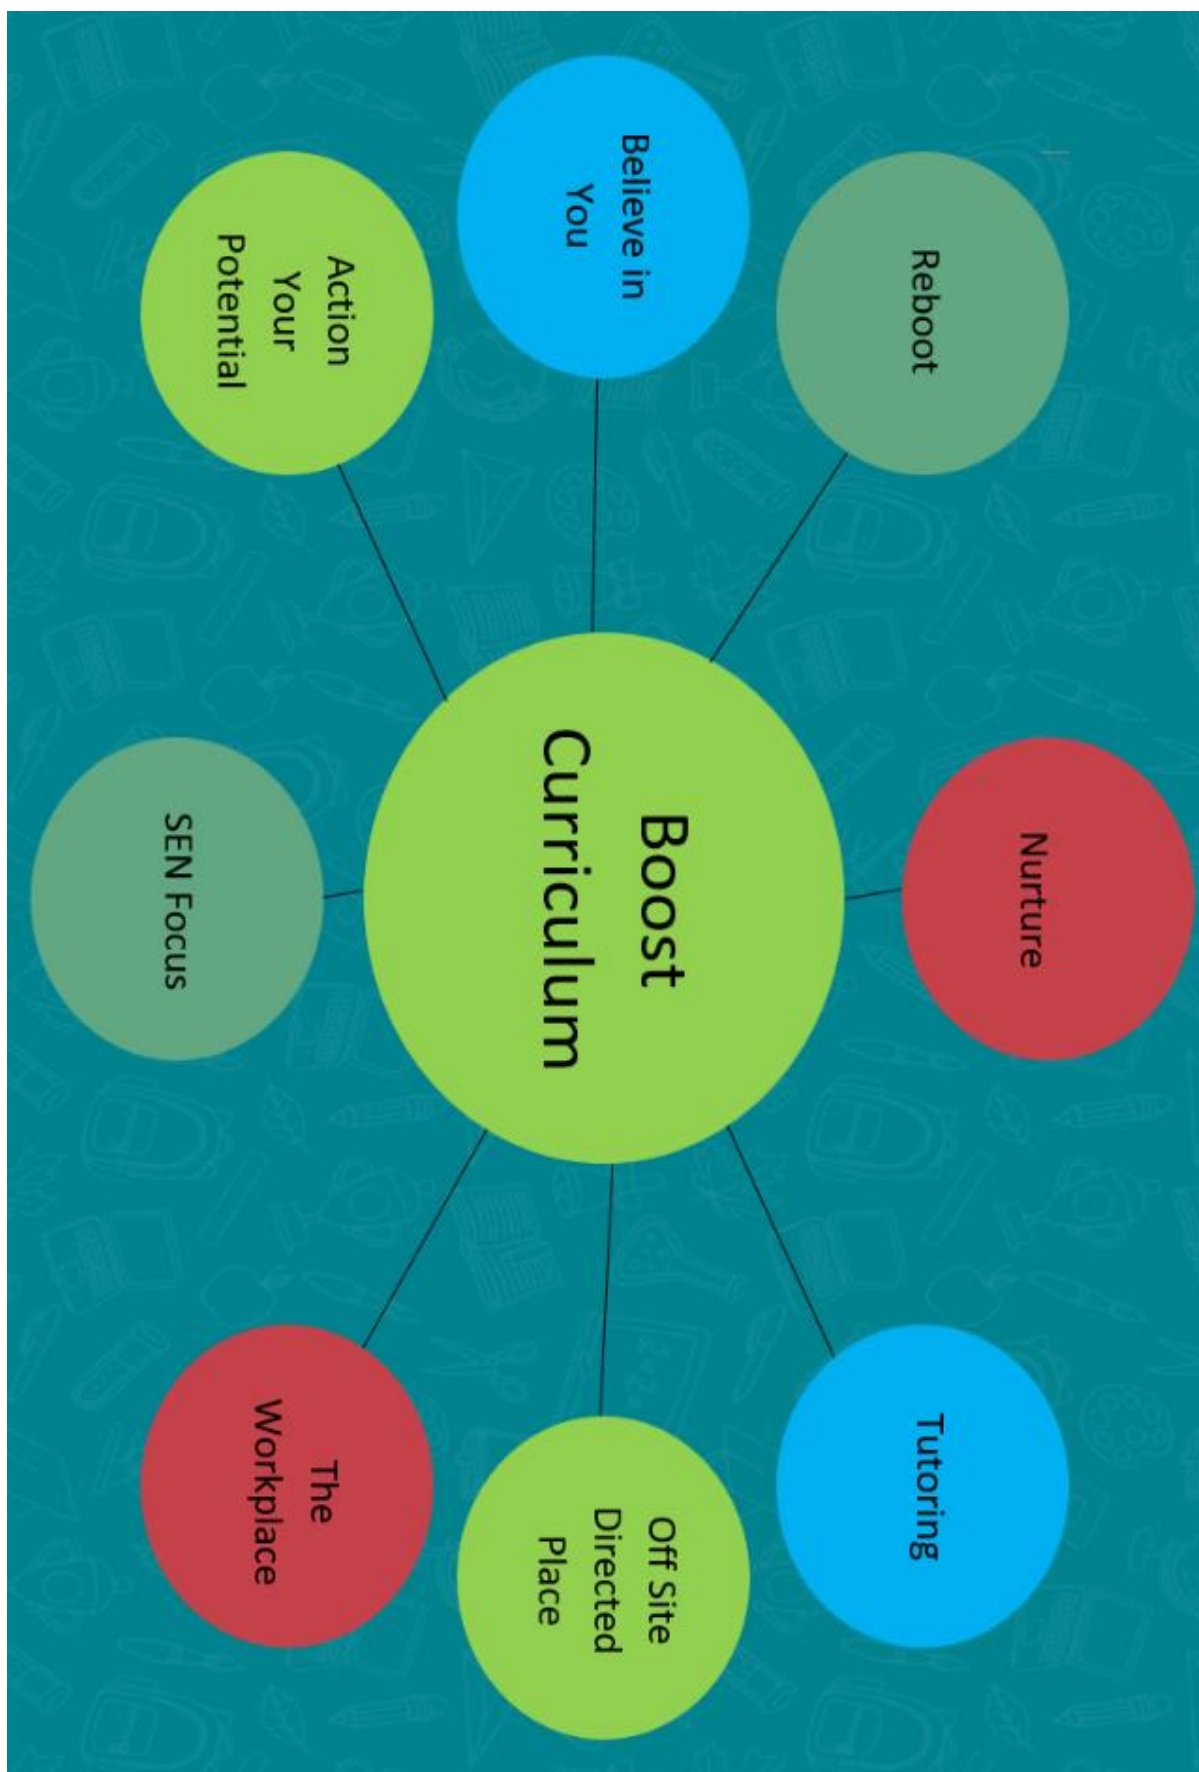 Reboot
Nurture
Tutoring
Believe in
You
Boost
Curriculum
Off Site
Directed
Place
Action
Your
Potential
SEN Focus
The
Workplace